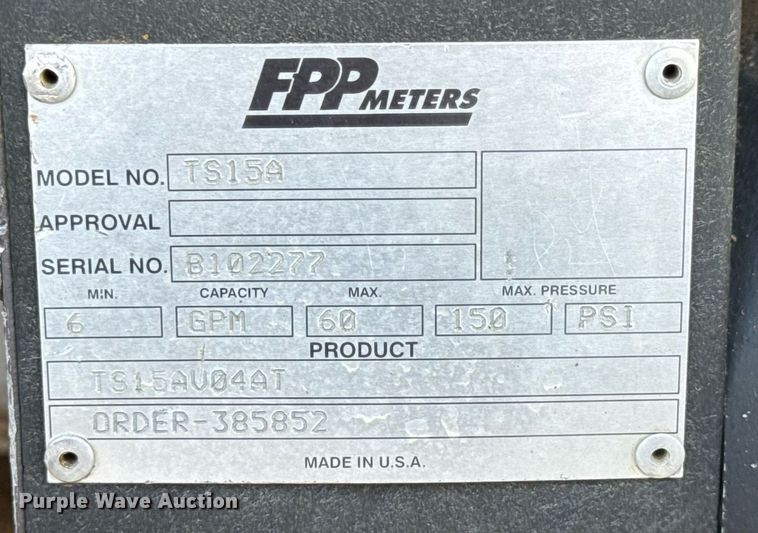 FPP METERS
MODEL NO. TS15A
APPROVAL
SERIAL NO. B102277
MIN. CAPACITY MAX. MAX. PRESSURE
6 GPM 60 150 PSI
PRODUCT
TS15AV04AT
ORDER-385852
MADE IN U.S.A.
Purple Wave Auction